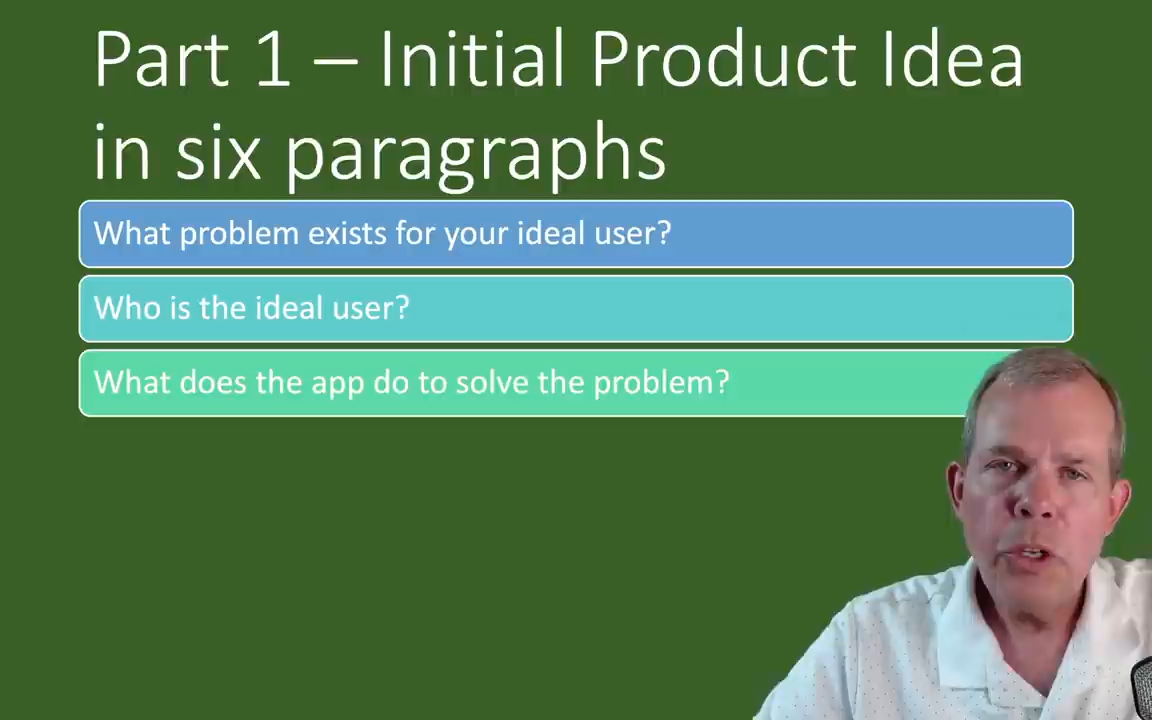 Part 1 – Initial Product Idea
in six paragraphs
What problem exists for your ideal user?
Who is the ideal user?
What does the app do to solve the problem?